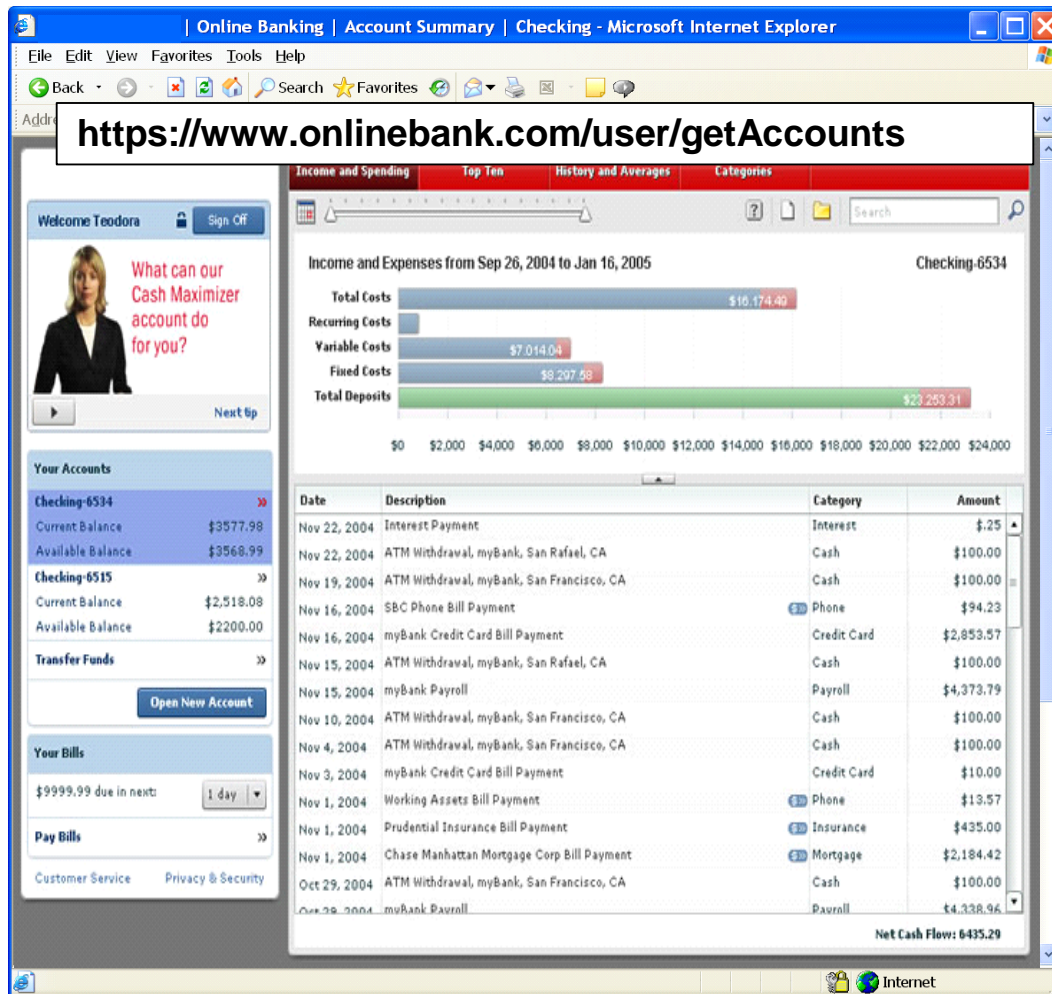 | Online Banking | Account Summary | Checking - Microsoft Internet Explorer
File Edit View Favorites Tools Help
Back Search Favorites
Addre
https://www.onlinebank.com/user/getAccounts
Income and Spending Top Ten History and Averages Categories
Welcome Teodora Sign Off
Search
What can our
Cash Maximizer
account do
for you?
Next tip
Your Accounts
Checking-6534 »
Current Balance $3577.98
Available Balance $3568.99
Checking-6515 »
Current Balance $2,518.08
Available Balance $2200.00
Transfer Funds »
Open New Account
Your Bills
$9999.99 due in next: 1 day
Pay Bills »
Customer Service Privacy & Security
Income and Expenses from Sep 26, 2004 to Jan 16, 2005 Checking-6534
Total Costs $16,174.49
Recurring Costs
Variable Costs $7,014.04
Fixed Costs $8,297.58
Total Deposits $23,253.31
$0 $2,000 $4,000 $6,000 $8,000 $10,000 $12,000 $14,000 $16,000 $18,000 $20,000 $22,000 $24,000
Date Description Category Amount
Nov 22, 2004 Interest Payment Interest $.25
Nov 22, 2004 ATM Withdrawal, myBank, San Rafael, CA Cash $100.00
Nov 19, 2004 ATM Withdrawal, myBank, San Francisco, CA Cash $100.00
Nov 16, 2004 SBC Phone Bill Payment Phone $94.23
Nov 16, 2004 myBank Credit Card Bill Payment Credit Card $2,853.57
Nov 15, 2004 ATM Withdrawal, myBank, San Rafael, CA Cash $100.00
Nov 15, 2004 myBank Payroll Payroll $4,373.79
Nov 10, 2004 ATM Withdrawal, myBank, San Francisco, CA Cash $100.00
Nov 4, 2004 ATM Withdrawal, myBank, San Francisco, CA Cash $100.00
Nov 3, 2004 myBank Credit Card Bill Payment Credit Card $10.00
Nov 1, 2004 Working Assets Bill Payment Phone $13.57
Nov 1, 2004 Prudential Insurance Bill Payment Insurance $435.00
Nov 1, 2004 Chase Manhattan Mortgage Corp Bill Payment Mortgage $2,184.42
Oct 29, 2004 ATM Withdrawal, myBank, San Francisco, CA Cash $100.00
Oct 29, 2004 myBank Payroll Payroll $4,338.96
Net Cash Flow: 6435.29
Internet